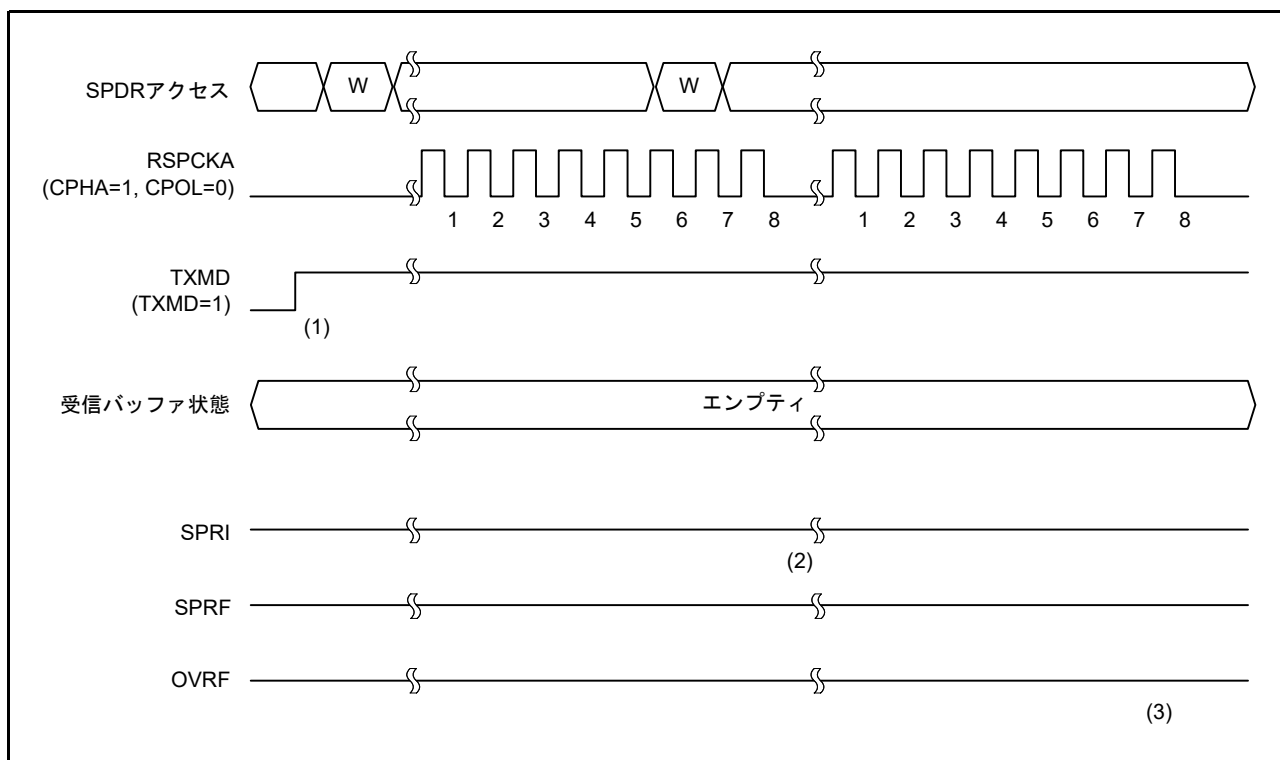 SPDRアクセス
W
W
RSPCKA
(CPHA=1, CPOL=0)
1 2 3 4 5 6 7 8 1 2 3 4 5 6 7 8
TXMD
(TXMD=1)
(1)
受信バッファ状態
エンプティ
SPRI
(2)
SPRF
OVRF
(3)